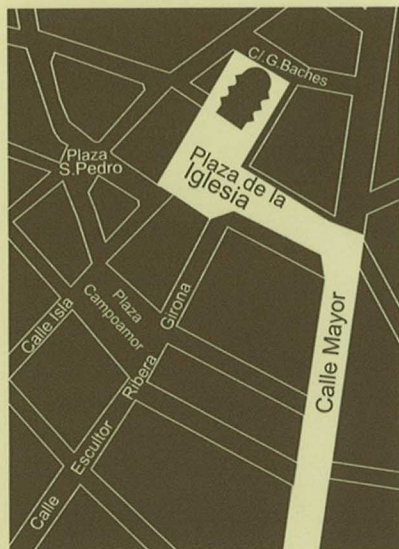 C/.G.Baches
Plaza
S.Pedro
Plaza de la
Iglesia
Plaza
Campoamor
Calle Isla
Calle Escultor Ribera Girona
Calle Mayor